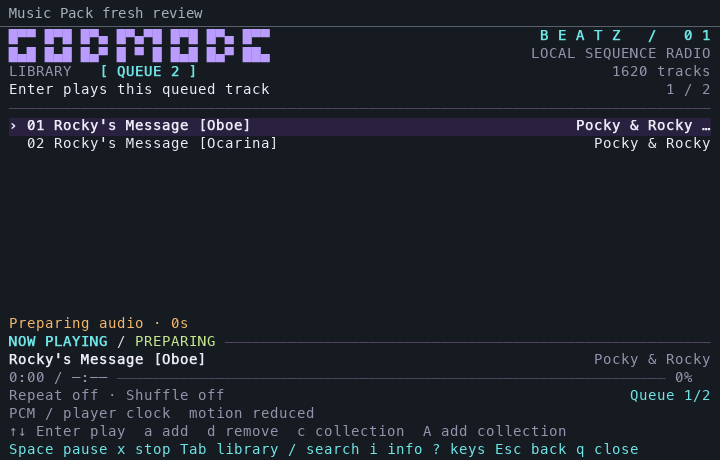 Music Pack fresh review
B E A T Z / 0 1
LOCAL SEQUENCE RADIO
LIBRARY [ QUEUE 2 ] 1620 tracks
Enter plays this queued track 1 / 2
› 01 Rocky's Message [Oboe] Pocky & Rocky …
02 Rocky's Message [Ocarina] Pocky & Rocky
Preparing audio · 0s
NOW PLAYING / PREPARING
Rocky's Message [Oboe] Pocky & Rocky
0:00 / —:—— 0%
Repeat off · Shuffle off Queue 1/2
PCM / player clock motion reduced
↑↓ Enter play a add d remove c collection A add collection
Space pause x stop Tab library / search i info ? keys Esc back q close